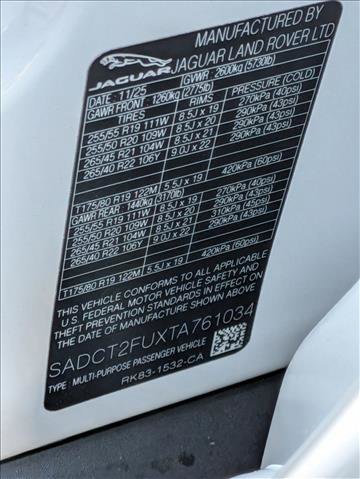 MANUFACTURED BY
JAGUAR JAGUAR LAND ROVER LTD
DATE : 11/25 GVWR : 2600kg (5730lb)
GAWR FRONT : 1260kg (2775lb)
TIRES RIMS PRESSURE (COLD)
255/55 R19 111W 8.5J x 19 270kPa (40psi)
255/50 R20 109W 8.5J x 20 290kPa (43psi)
265/45 R21 104W 8.5J x 21 290kPa (43psi)
265/40 R22 106Y 9.0J x 22 290kPa (43psi)
T175/80 R19 122M 5.5J x 19 420kPa (60psi)
GAWR REAR : 1440kg (3170lb)
255/55 R19 111W 8.5J x 19 270kPa (40psi)
255/50 R20 109W 8.5J x 20 290kPa (43psi)
265/45 R21 104W 8.5J x 21 310kPa (45psi)
265/40 R22 106Y 9.0J x 22 290kPa (43psi)
T175/80 R19 122M 5.5J x 19 420kPa (60psi)
THIS VEHICLE CONFORMS TO ALL APPLICABLE
U.S. FEDERAL MOTOR VEHICLE SAFETY AND
THEFT PREVENTION STANDARDS IN EFFECT ON
THE DATE OF MANUFACTURE SHOWN ABOVE.
SADCT2FUXTA761034
TYPE : MULTI-PURPOSE PASSENGER VEHICLE
RK83-1532-CA